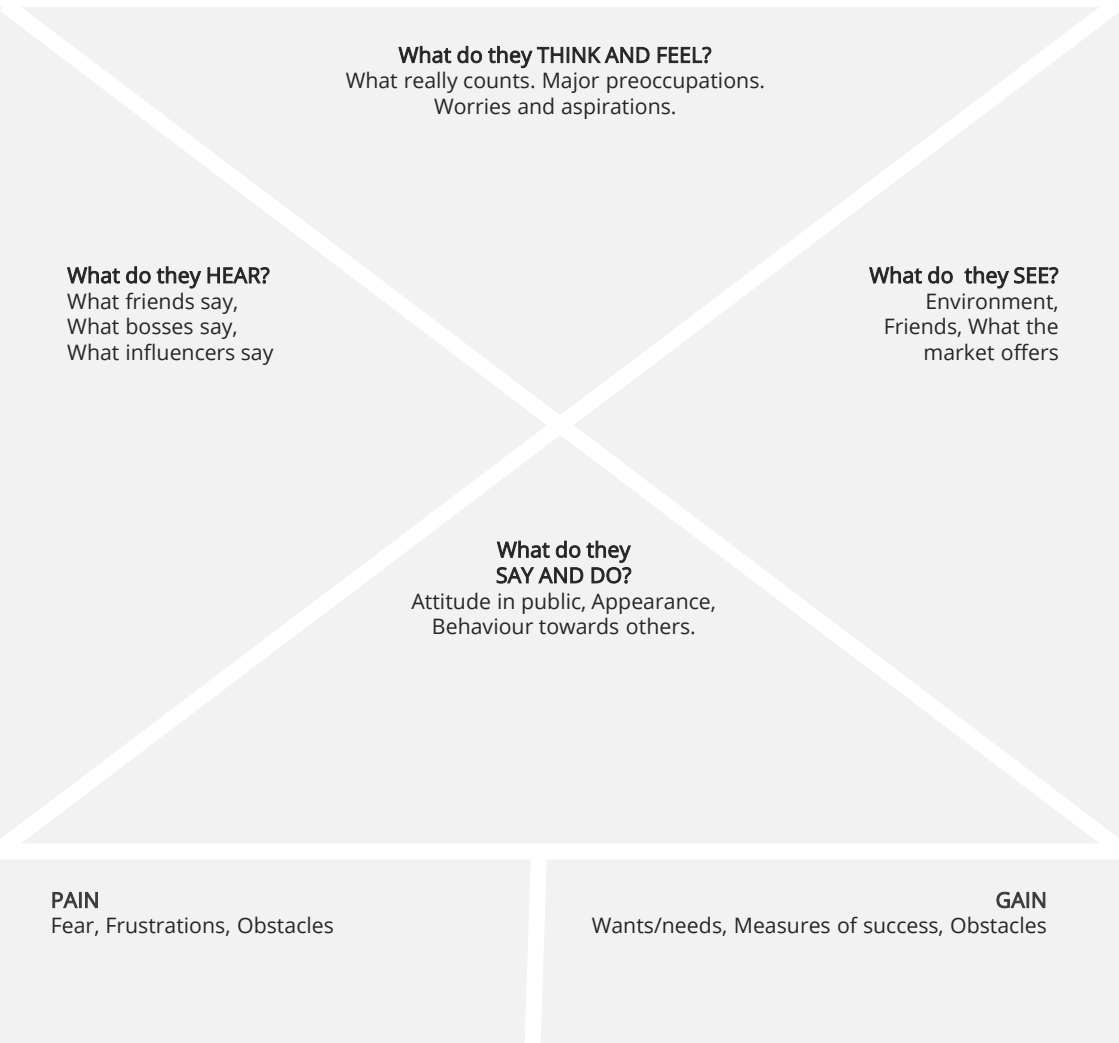 What do they THINK AND FEEL?
What really counts. Major preoccupations.
Worries and aspirations.
What do they HEAR?
What friends say,
What bosses say,
What influencers say
What do  they SEE?
Environment,
Friends, What the
market offers
What do they
SAY AND DO?
Attitude in public, Appearance,
Behaviour towards others.
PAIN
Fear, Frustrations, Obstacles
GAIN
Wants/needs, Measures of success, Obstacles